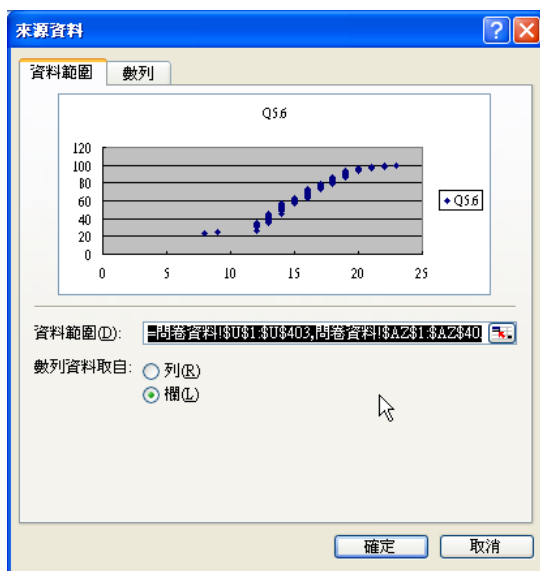 來源資料
資料範圍 數列
Q5.6
120
100
80
60
40
20
0
0 5 10 15 20 25
Q5.6
資料範圍(D): =問卷資料!$U$1:$U$403,問卷資料!$AZ$1:$AZ$40
數列資料取自: 列(R)
欄(L)
確定 取消